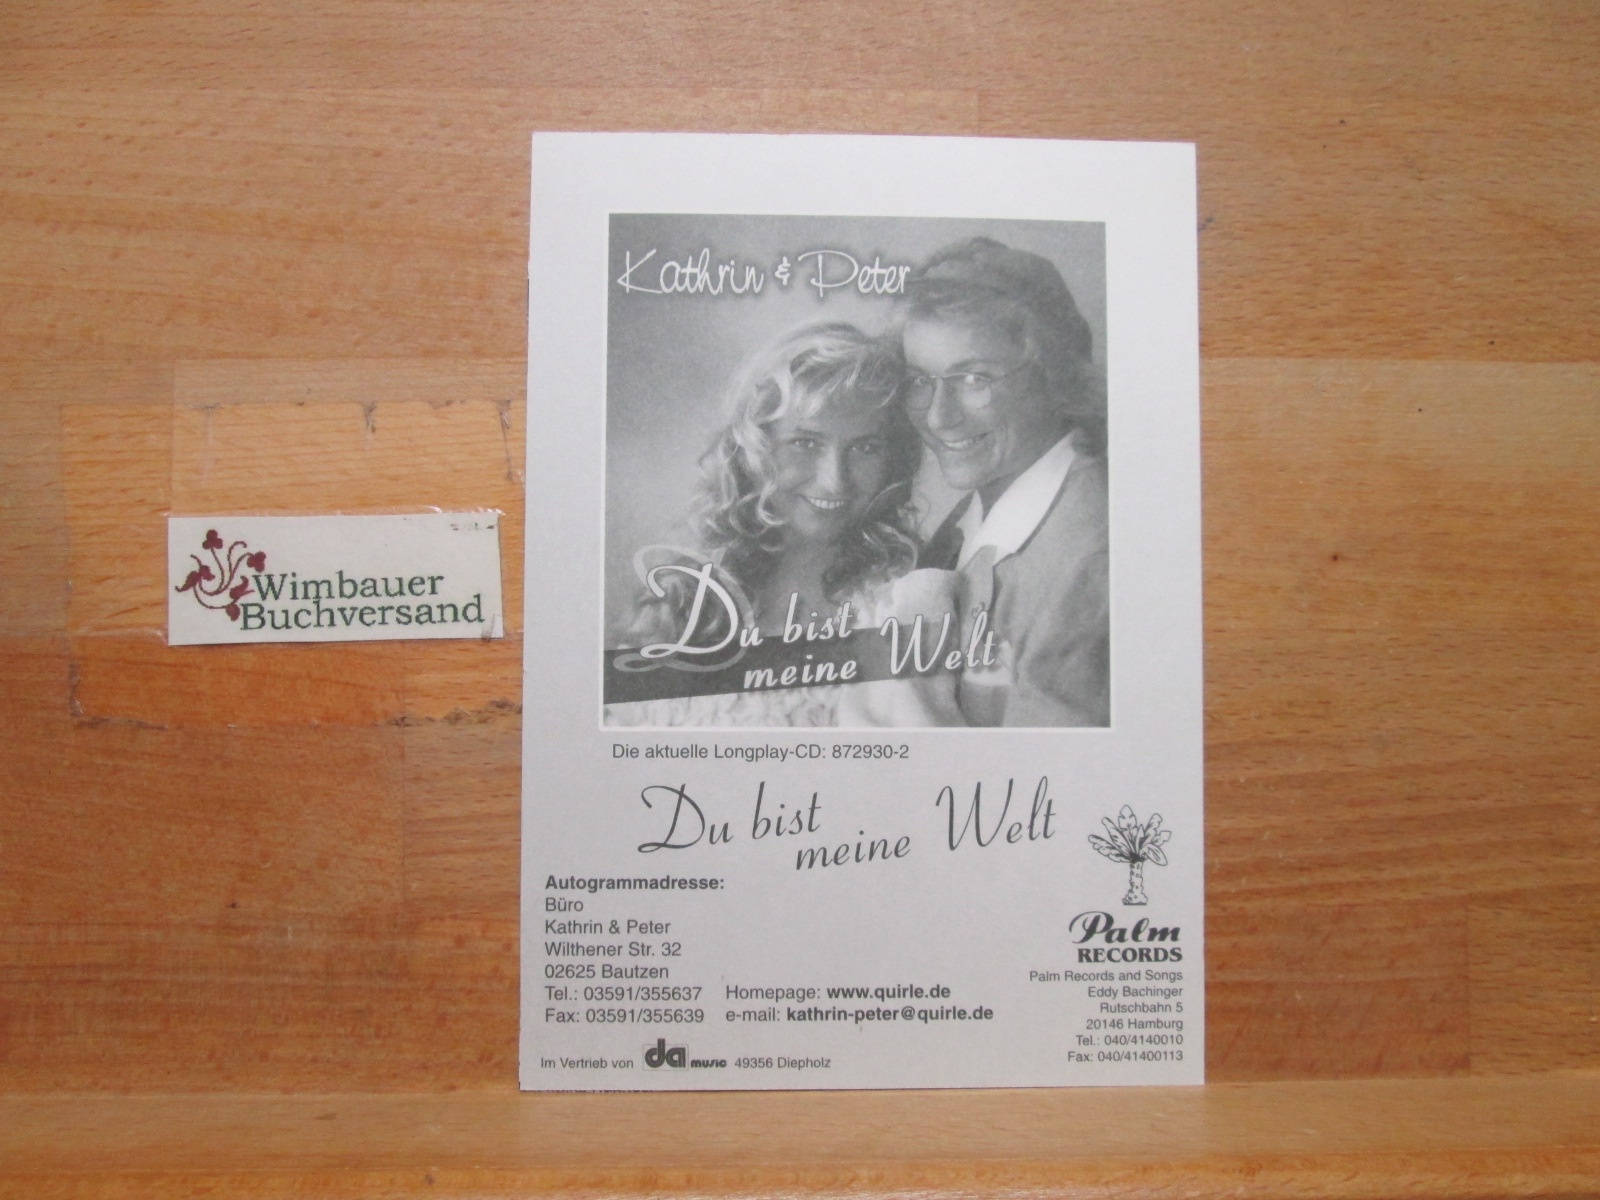 Wimbauer
Buchversand
Kathrin & Peter
Du bist
meine Welt
Die aktuelle Longplay-CD: 872930-2
Du bist
meine Welt
Autogrammadresse:
Büro
Kathrin & Peter
Wilthener Str. 32
02625 Bautzen
Tel.: 03591/355637
Fax: 03591/355639
Homepage: www.quirle.de
e-mail: kathrin-peter@quirle.de
Palm
RECORDS
Palm Records and Songs
Eddy Bachinger
Rutschbahn 5
20146 Hamburg
Tel.: 040/4140010
Fax: 040/41400113
Im Vertrieb von da music 49356 Diepholz